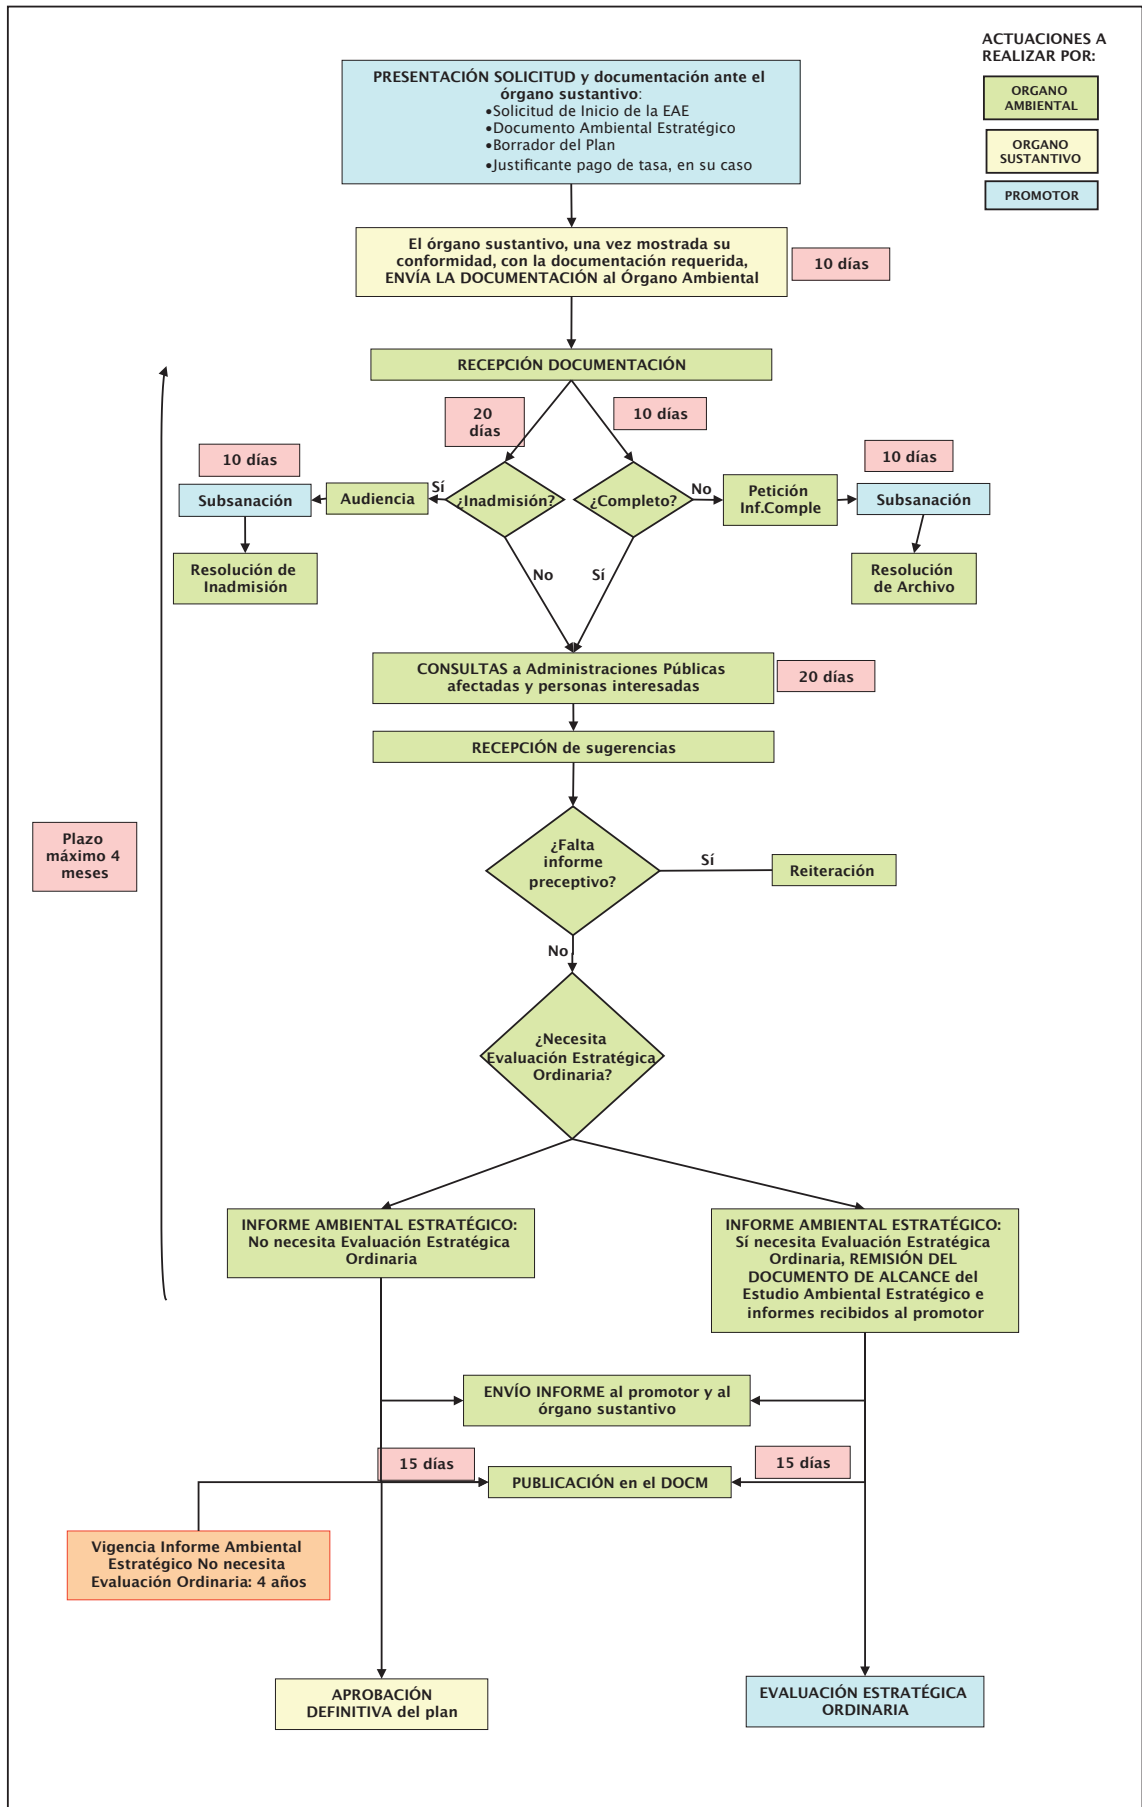 ACTUACIONES A
REALIZAR POR:
ORGANO
AMBIENTAL
ORGANO
SUSTANTIVO
PROMOTOR
PRESENTACIÓN SOLICITUD y documentación ante el
órgano sustantivo:
•Solicitud de Inicio de la EAE
•Documento Ambiental Estratégico
•Borrador del Plan
•Justificante pago de tasa, en su caso
El órgano sustantivo, una vez mostrada su
conformidad, con la documentación requerida,
ENVÍA LA DOCUMENTACIÓN al Órgano Ambiental
10 días
RECEPCIÓN DOCUMENTACIÓN
20
días
10 días
10 días
10 días
Subsanación
Audiencia
Sí
¿Inadmisión?
¿Completo?
No
Petición
Inf.Comple
Subsanación
Resolución de
Inadmisión
No
Sí
Resolución
de Archivo
CONSULTAS a Administraciones Públicas
afectadas y personas interesadas
20 días
RECEPCIÓN de sugerencias
Plazo
máximo 4
meses
¿Falta
informe
preceptivo?
Sí
Reiteración
No
¿Necesita
Evaluación Estratégica
Ordinaria?
INFORME AMBIENTAL ESTRATÉGICO:
No necesita Evaluación Estratégica
Ordinaria
INFORME AMBIENTAL ESTRATÉGICO:
Sí necesita Evaluación Estratégica
Ordinaria, REMISIÓN DEL
DOCUMENTO DE ALCANCE del
Estudio Ambiental Estratégico e
informes recibidos al promotor
ENVÍO INFORME al promotor y al
órgano sustantivo
15 días
15 días
PUBLICACIÓN en el DOCM
Vigencia Informe Ambiental
Estratégico No necesita
Evaluación Ordinaria: 4 años
APROBACIÓN
DEFINITIVA del plan
EVALUACIÓN ESTRATÉGICA
ORDINARIA